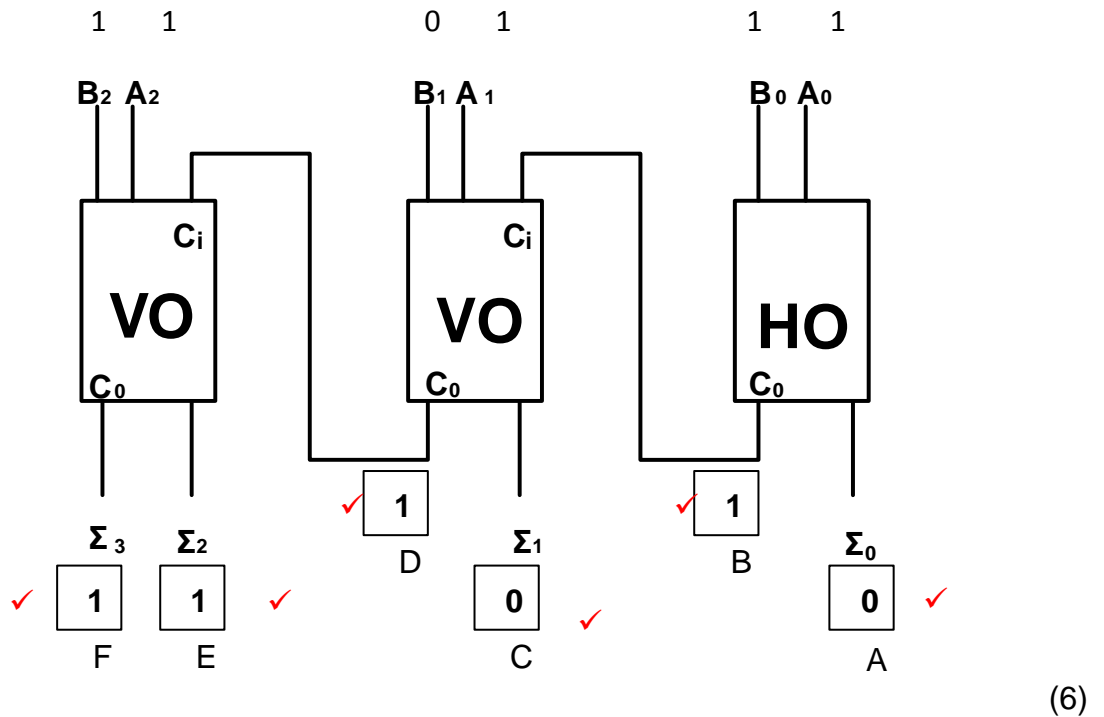 1 1 0 1 1 1
B₂ A₂ B₁ A₁ B₀ A₀
Cᵢ Cᵢ
VO VO HO
C₀ C₀ C₀
1 1
D B
Σ₃ Σ₂ Σ₁ Σ₀
1 1 0 0
F E C A
(6)